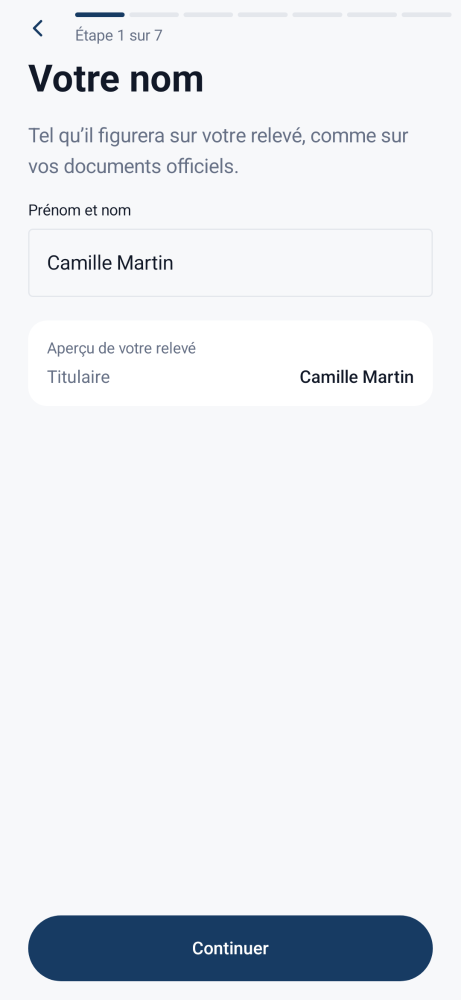 Étape 1 sur 7
Votre nom
Tel qu’il figurera sur votre relevé, comme sur
vos documents officiels.
Prénom et nom
Camille Martin
Aperçu de votre relevé
Titulaire Camille Martin
Continuer